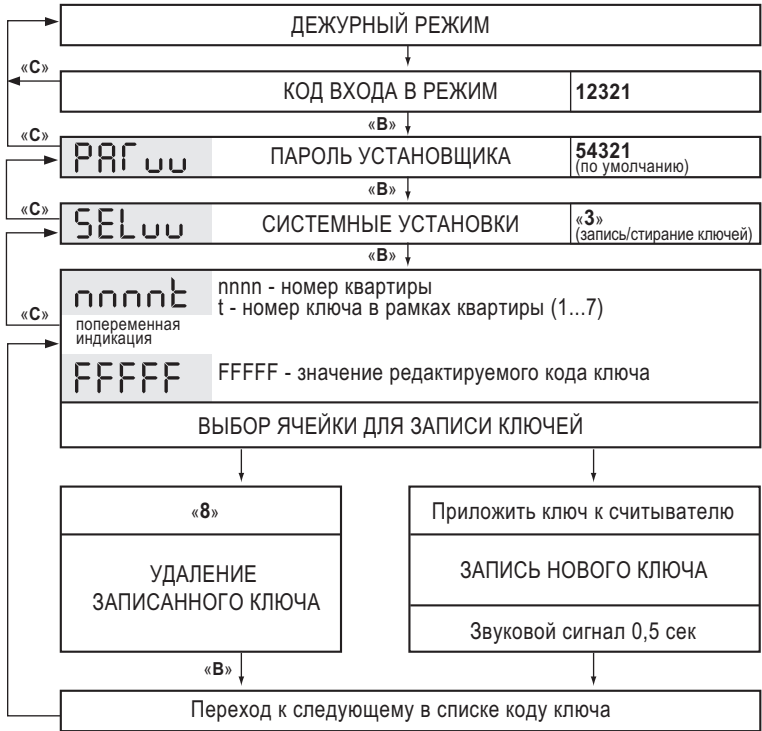 ДЕЖУРНЫЙ РЕЖИМ
«С»
КОД ВХОДА В РЕЖИМ 12321
«В»
«С»
PAГuu ПАРОЛЬ УСТАНОВЩИКА 54321
(по умолчанию)
«В»
«С»
SELuu СИСТЕМНЫЕ УСТАНОВКИ «3»
(запись/стирание ключей)
«В»
nnnnt nnnn - номер квартиры
t - номер ключа в рамках квартиры (1...7)
«С»
попеременная
индикация
FFFFF FFFFF - значение редактируемого кода ключа
ВЫБОР ЯЧЕЙКИ ДЛЯ ЗАПИСИ КЛЮЧЕЙ
«8»
УДАЛЕНИЕ
ЗАПИСАННОГО КЛЮЧА
«В»
Приложить ключ к считывателю
ЗАПИСЬ НОВОГО КЛЮЧА
Звуковой сигнал 0,5 сек
Переход к следующему в списке коду ключа